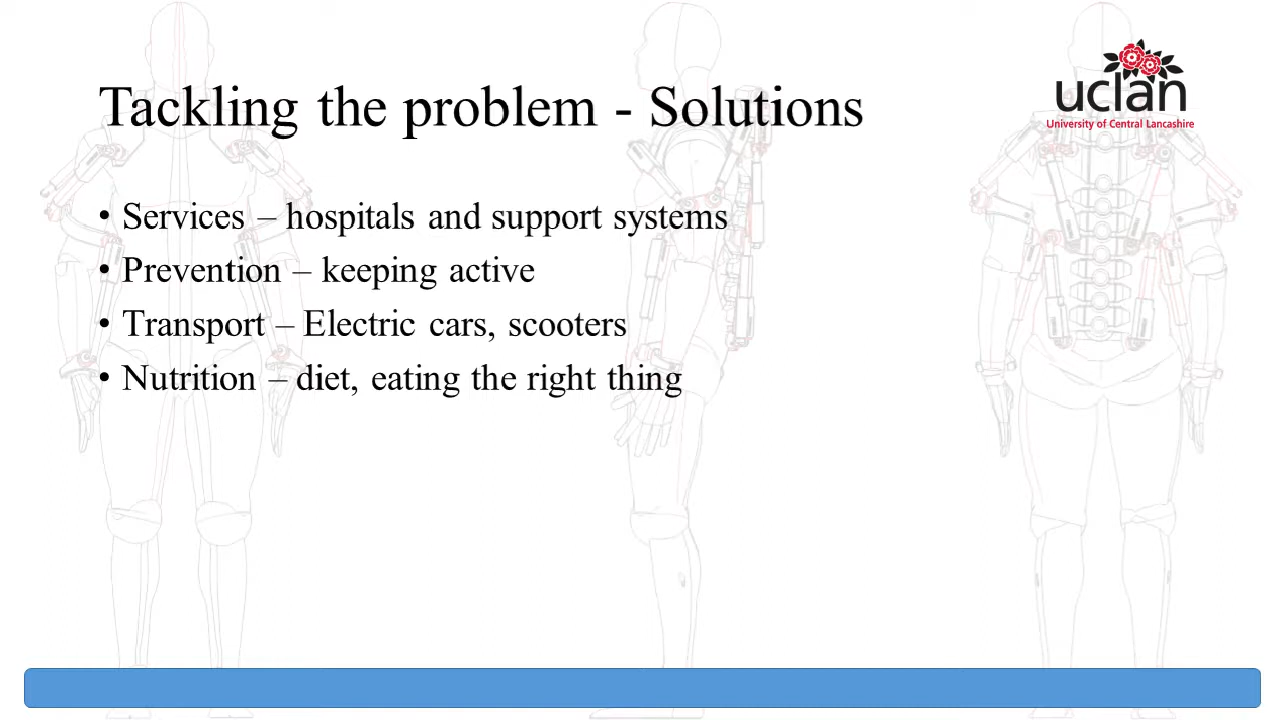 Tackling the problem - Solutions
uclan
University of Central Lancashire
• Services – hospitals and support systems
• Prevention – keeping active
• Transport – Electric cars, scooters
• Nutrition – diet, eating the right thing